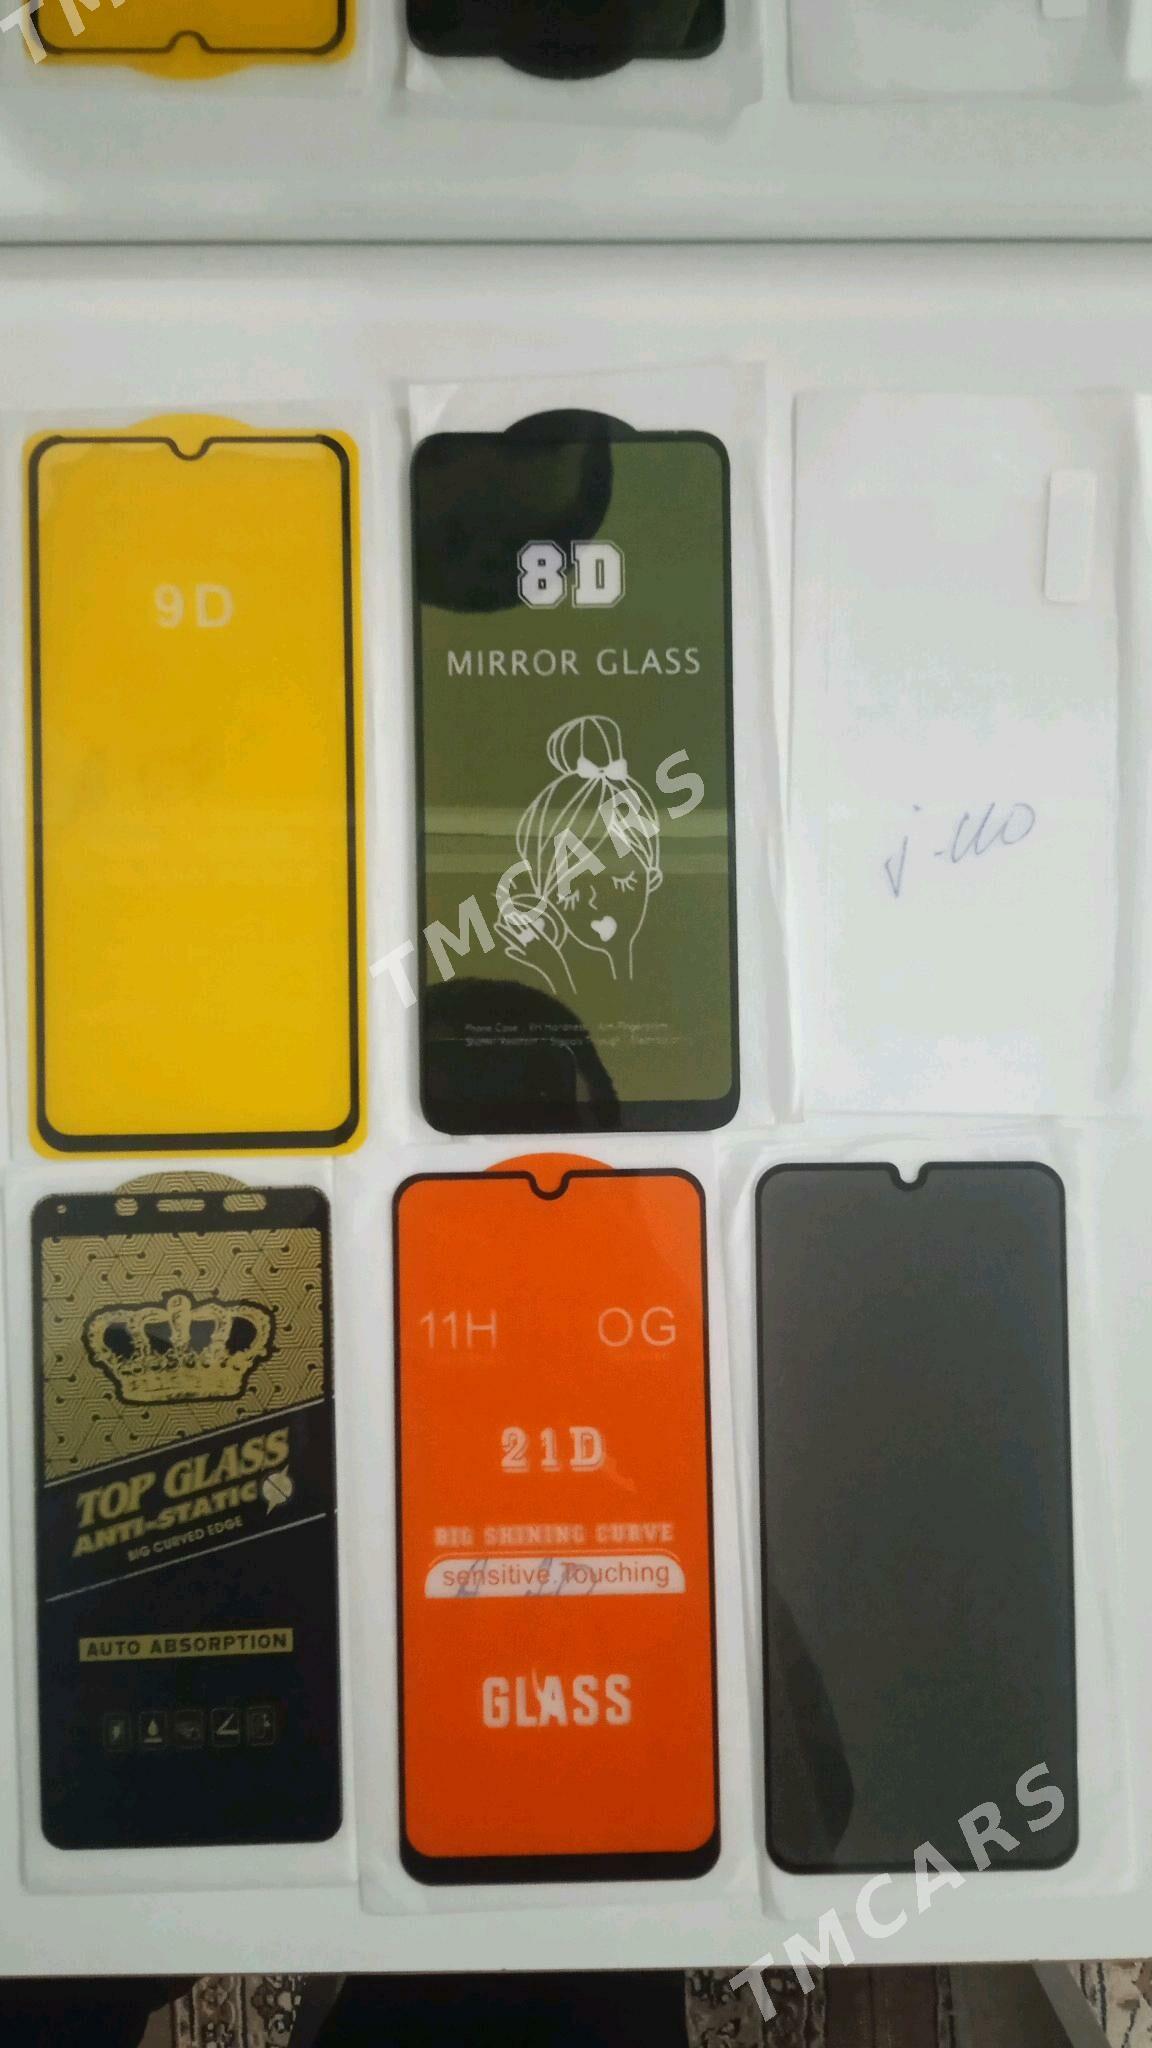 9D
8D
MIRROR GLASS
TMCARS
TOP GLASS
ANTI-STATIC
BIG CURVED EDGE
AUTO ABSORPTION
11H OG
21D
BIG SHINING CURVE
sensitive Touching
GLASS
TMCARS